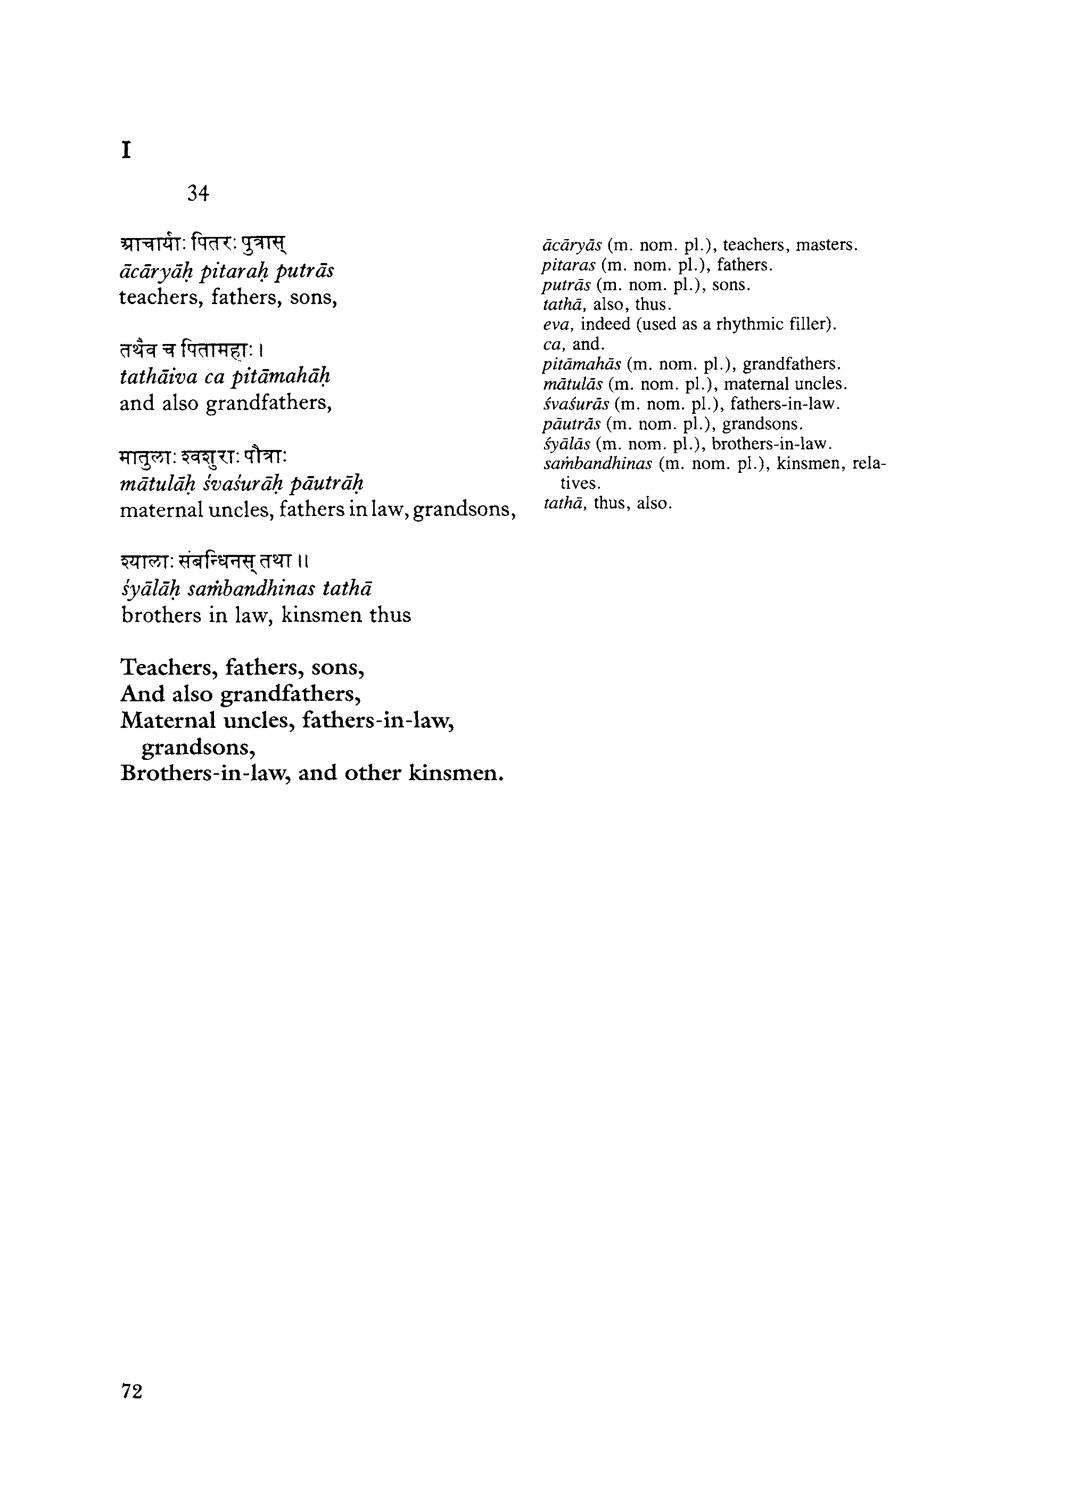 I
34
आचार्याः पितरः पुत्रास्
ācāryāḥ pitaraḥ putrās
teachers, fathers, sons,
तथैव च पितामहाः ।
tathāiva ca pitāmahāḥ
and also grandfathers,
मातुलाः श्वशुराः पौत्राः
mātulāḥ śvaśurāḥ pāutrāḥ
maternal uncles, fathers in law, grandsons,
श्यालाः संबन्धिनस् तथा ॥
śyālāḥ saṁbandhinas tathā
brothers in law, kinsmen thus
Teachers, fathers, sons,
And also grandfathers,
Maternal uncles, fathers-in-law,
grandsons,
Brothers-in-law, and other kinsmen.
ācāryās (m. nom. pl.), teachers, masters.
pitaras (m. nom. pl.), fathers.
putrās (m. nom. pl.), sons.
tathā, also, thus.
eva, indeed (used as a rhythmic filler).
ca, and.
pitāmahās (m. nom. pl.), grandfathers.
mātulās (m. nom. pl.), maternal uncles.
śvaśurās (m. nom. pl.), fathers-in-law.
pāutrās (m. nom. pl.), grandsons.
śyālās (m. nom. pl.), brothers-in-law.
saṁbandhinas (m. nom. pl.), kinsmen, rela-
tives.
tathā, thus, also.
72